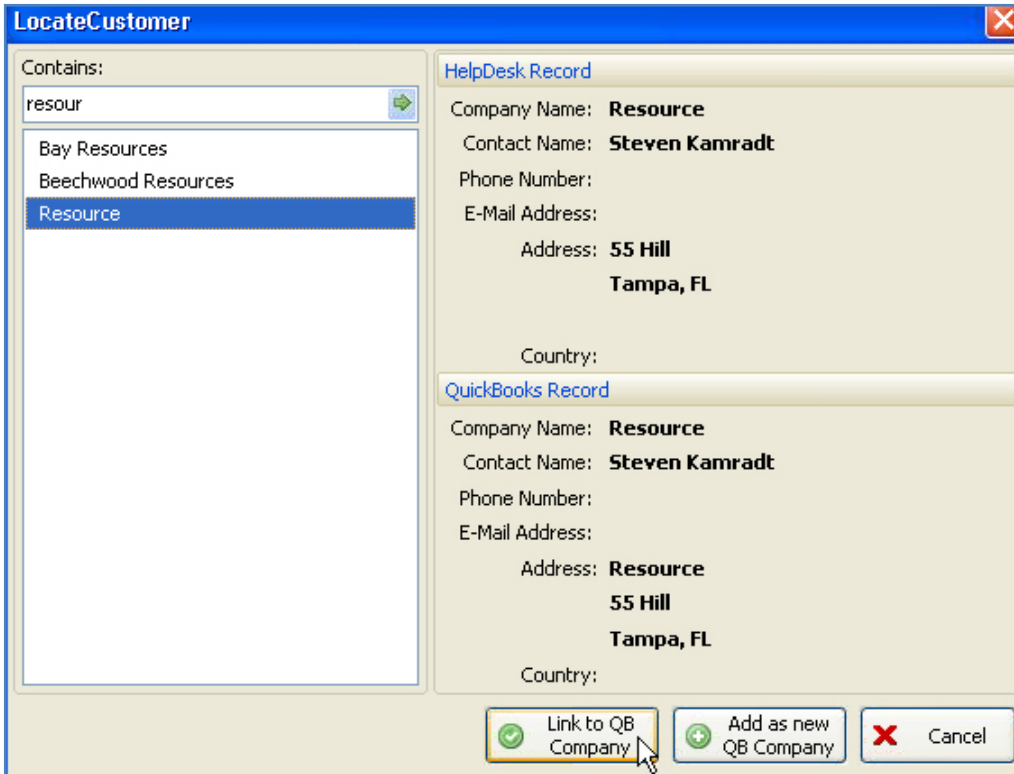 LocateCustomer
Contains:
resour
Bay Resources
Beechwood Resources
Resource
HelpDesk Record
Company Name: Resource
Contact Name: Steven Kamradt
Phone Number:
E-Mail Address:
Address: 55 Hill
Tampa, FL
Country:
QuickBooks Record
Company Name: Resource
Contact Name: Steven Kamradt
Phone Number:
E-Mail Address:
Address: Resource
55 Hill
Tampa, FL
Country:
Link to QB
Company
Add as new
QB Company
Cancel